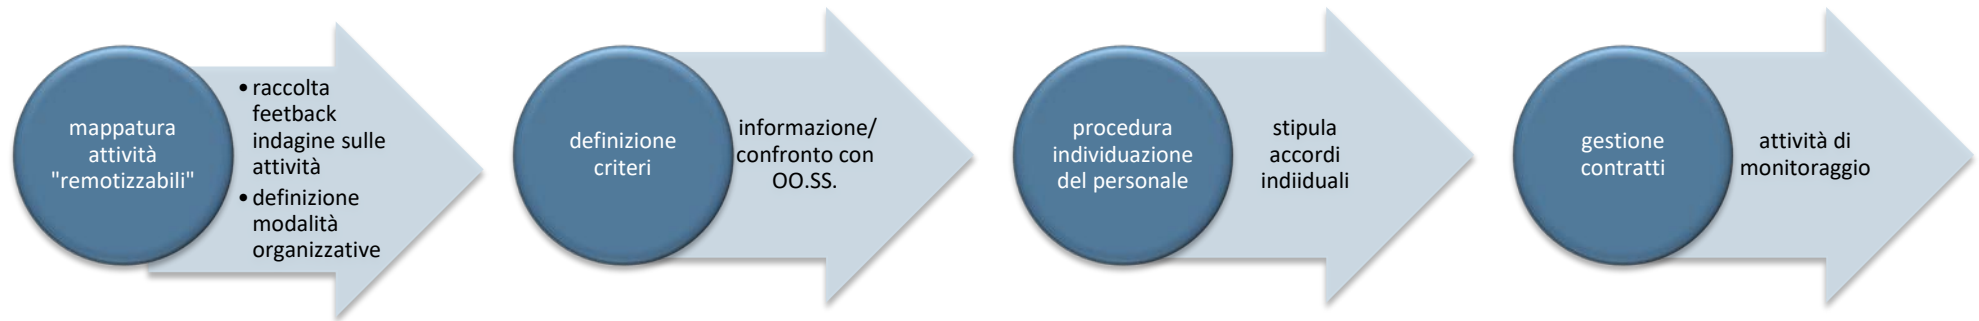 mappatura
attività
"remotizzabili"
• raccolta
feetback
indagine sulle
attività
• definizione
modalità
organizzative
definizione
criteri
informazione/
confronto con
OO.SS.
procedura
individuazione
del personale
stipula
accordi
indiiduali
gestione
contratti
attività di
monitoraggio